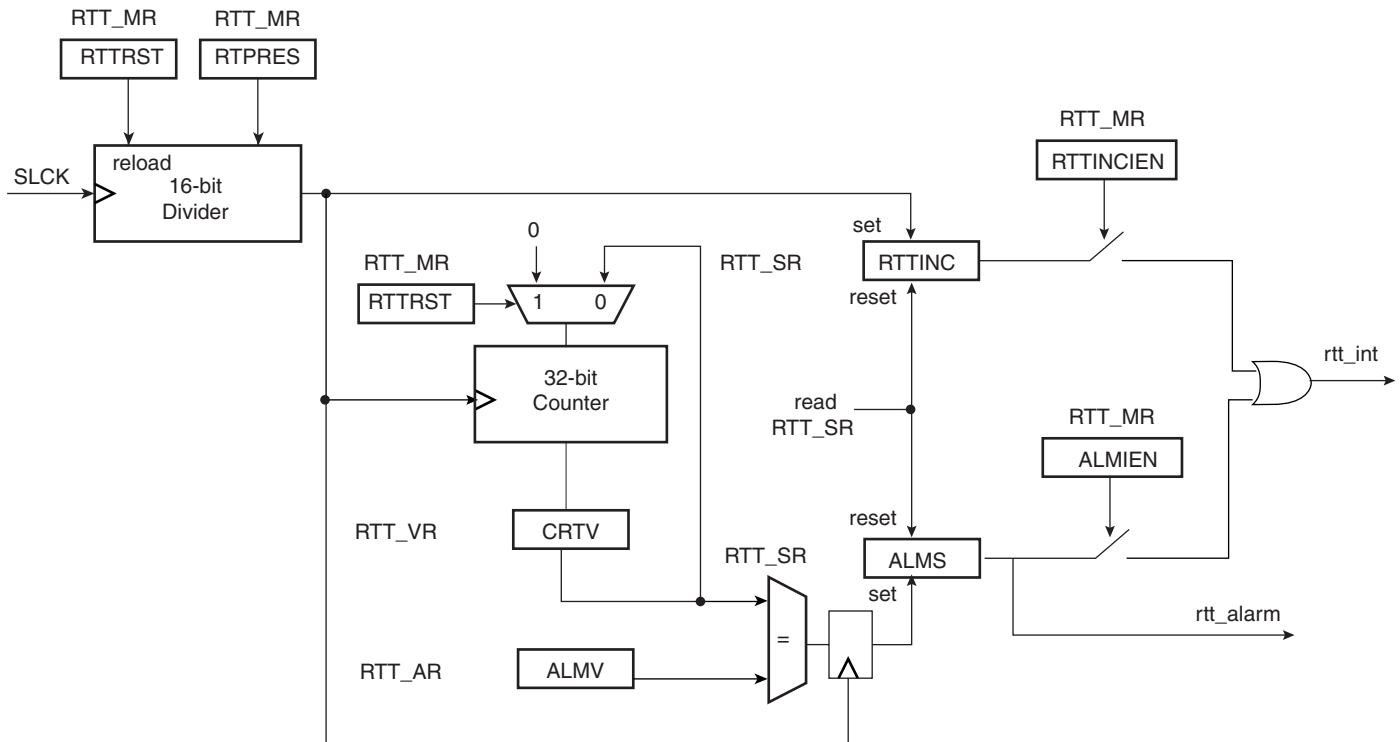 RTT_MR
RTT_MR
RTTRST
RTPRES
reload
16-bit
Divider
SLCK
RTT_MR
RTTINCIEN
0
set
RTT_MR
RTT_SR
RTTINC
RTTRST
1
0
reset
32-bit
Counter
rtt_int
read
RTT_SR
RTT_MR
ALMIEN
reset
RTT_VR
CRTV
RTT_SR
ALMS
set
rtt_alarm
=
RTT_AR
ALMV